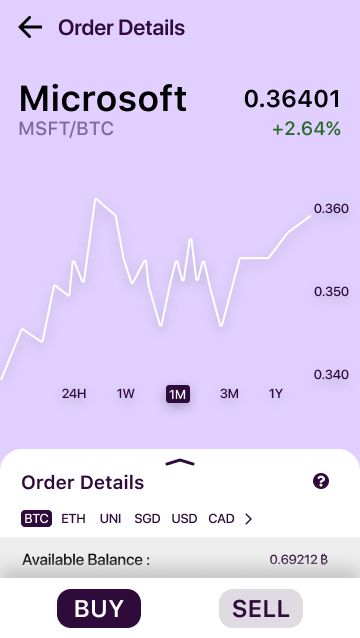 Order Details
Microsoft 0.36401
MSFT/BTC +2.64%
0.360
0.350
0.340
24H 1W 1M 3M 1Y
Order Details ?
BTC ETH UNI SGD USD CAD
Available Balance : 0.69212 ₿
BUY SELL